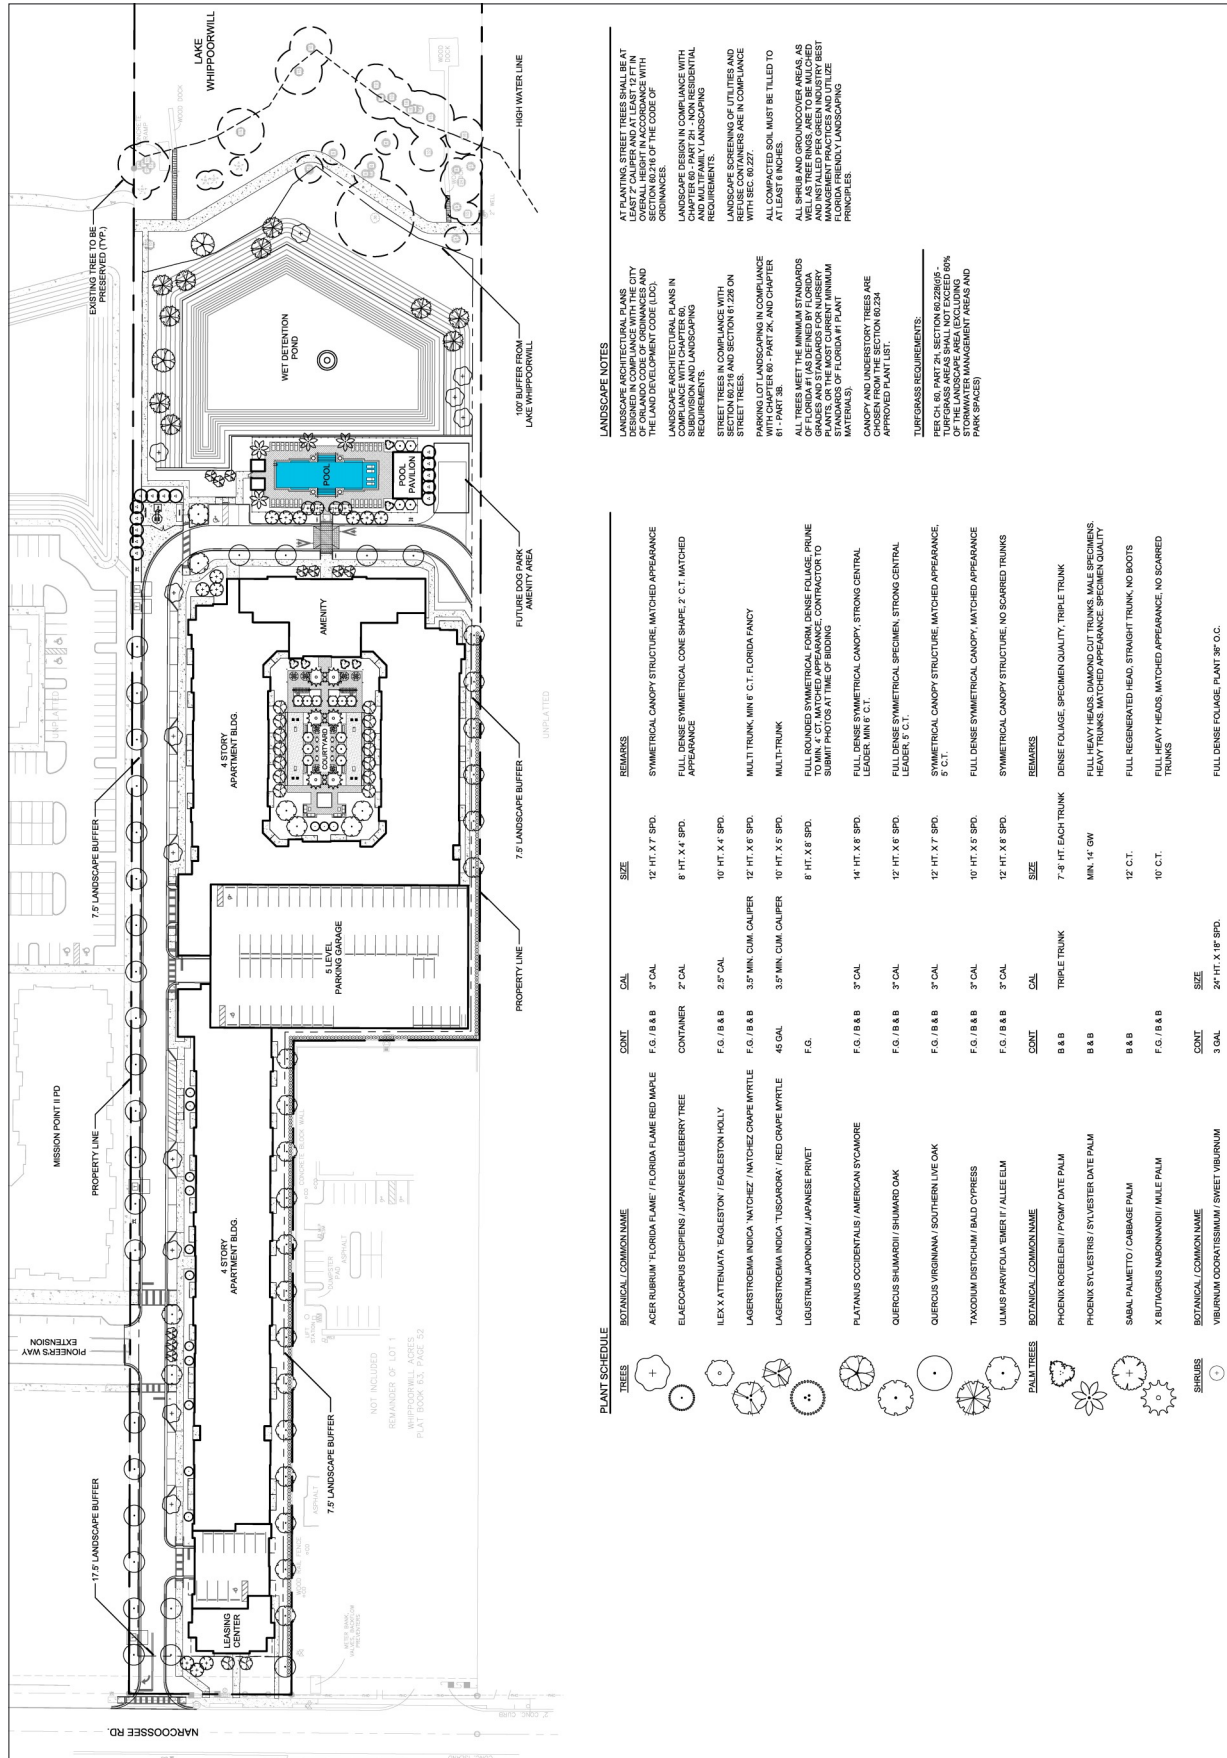 NARCOOSSEE RD.
17.5' LANDSCAPE BUFFER
PIONEER'S WAY
EXTENSION
MISSION POINT II PD
PROPERTY LINE
7.5' LANDSCAPE BUFFER
UNPLATTED
EXISTING TREE TO BE
PRESERVED (TYP.)
WOOD DOCK
LAKE
WHIPPOORWILL
WOOD
DOCK
LEASING
CENTER
4 STORY
APARTMENT BLDG.
5 LEVEL
PARKING GARAGE
4 STORY
APARTMENT BLDG.
COURTYARD
AMENITY
POOL
POOL
PAVILION
WET DETENTION
POND
HIGH WATER LINE
100' BUFFER FROM
LAKE WHIPPOORWILL
FUTURE DOG PARK
AMENITY AREA
UNPLATTED
7.5' LANDSCAPE BUFFER
PROPERTY LINE
7.5' LANDSCAPE BUFFER
NOT INCLUDED
REMAINDER OF LOT 1
WHIPPOORWILL ACRES
PLAT BOOK 63, PAGE 52
ASPHALT
ASPHALT
DUMPSTER
PAD
PLANT SCHEDULE
TREES BOTANICAL / COMMON NAME CONT CAL SIZE REMARKS
ACER RUBRUM 'FLORIDA FLAME' / FLORIDA FLAME RED MAPLE F.G. / B & B 3" CAL 12` HT. X 7` SPD. SYMMETRICAL CANOPY STRUCTURE, MATCHED APPEARANCE
ELAEOCARPUS DECIPIENS / JAPANESE BLUEBERRY TREE CONTAINER 2" CAL 8` HT. X 4` SPD. FULL, DENSE SYMMETRICAL CONE SHAPE, 2` C.T. MATCHED
APPEARANCE
ILEX X ATTENUATA 'EAGLESTON' / EAGLESTON HOLLY F.G. / B & B 2.5" CAL 10` HT. X 4` SPD.
LAGERSTROEMIA INDICA 'NATCHEZ' / NATCHEZ CRAPE MYRTLE F.G. / B & B 3.5" MIN. CUM. CALIPER 12` HT. X 6` SPD. MULTI TRUNK, MIN 6` C.T. FLORIDA FANCY
LAGERSTROEMIA INDICA 'TUSCARORA' / RED CRAPE MYRTLE 45 GAL 3.5" MIN. CUM. CALIPER 10` HT. X 5` SPD. MULTI-TRUNK
LIGUSTRUM JAPONICUM / JAPANESE PRIVET F.G. 8` HT. X 8` SPD. FULL ROUNDED SYMMETRICAL FORM, DENSE FOLIAGE, PRUNE
TO MIN. 4` CT, MATCHED APPEARANCE, CONTRACTOR TO
SUBMIT PHOTOS AT TIME OF BIDDING
PLATANUS OCCIDENTALIS / AMERICAN SYCAMORE F.G. / B & B 3" CAL 14` HT. X 8` SPD. FULL DENSE SYMMETRICAL CANOPY, STRONG CENTRAL
LEADER. MIN 6` C.T.
QUERCUS SHUMARDII / SHUMARD OAK F.G. / B & B 3" CAL 12` HT. X 6` SPD. FULL DENSE SYMMETRICAL SPECIMEN, STRONG CENTRAL
LEADER, 5` C.T.
QUERCUS VIRGINIANA / SOUTHERN LIVE OAK F.G. / B & B 3" CAL 12` HT. X 7` SPD. SYMMETRICAL CANOPY STRUCTURE, MATCHED APPEARANCE,
5` C.T.
TAXODIUM DISTICHUM / BALD CYPRESS F.G. / B & B 3" CAL 10` HT. X 5` SPD. FULL DENSE SYMMETRICAL CANOPY, MATCHED APPEARANCE
ULMUS PARVIFOLIA 'EMER II' / ALLEE ELM F.G. / B & B 3" CAL 12` HT. X 8` SPD. SYMMETRICAL CANOPY STRUCTURE, NO SCARRED TRUNKS
PALM TREES BOTANICAL / COMMON NAME CONT CAL SIZE REMARKS
PHOENIX ROEBELENII / PYGMY DATE PALM B & B TRIPLE TRUNK 7`-8` HT. EACH TRUNK DENSE FOLIAGE, SPECIMEN QUALITY, TRIPLE TRUNK
PHOENIX SYLVESTRIS / SYLVESTER DATE PALM B & B MIN. 14` GW FULL HEAVY HEADS, DIAMOND CUT TRUNKS. MALE SPECIMENS.
HEAVY TRUNKS. MATCHED APPEARANCE. SPECIMEN QUALITY
SABAL PALMETTO / CABBAGE PALM B & B 12` C.T. FULL REGENERATED HEAD, STRAIGHT TRUNK, NO BOOTS
X BUTIAGRUS NABONNANDII / MULE PALM F.G. / B & B 10` C.T. FULL HEAVY HEADS, MATCHED APPEARANCE, NO SCARRED
TRUNKS
SHRUBS BOTANICAL / COMMON NAME CONT SIZE
VIBURNUM ODORATISSIMUM / SWEET VIBURNUM 3 GAL 24" HT. X 18" SPD. FULL DENSE FOLIAGE, PLANT 36" O.C.
LANDSCAPE NOTES
LANDSCAPE ARCHITECTURAL PLANS
DESIGNED IN COMPLIANCE WITH THE CITY
OF ORLANDO CODE OF ORDINANCES AND
THE LAND DEVELOPMENT CODE (LDC).
LANDSCAPE ARCHITECTURAL PLANS IN
COMPLIANCE WITH CHAPTER 60,
SUBDIVISION AND LANDSCAPING
REQUIREMENTS.
STREET TREES IN COMPLIANCE WITH
SECTION 60.216 AND SECTION 61.226 ON
STREET TREES.
PARKING LOT LANDSCAPING IN COMPLIANCE
WITH CHAPTER 60 - PART 2K, AND CHAPTER
61 - PART 3B.
ALL TREES MEET THE MINIMUM STANDARDS
OF FLORIDA #1 (AS DEFINED BY FLORIDA
GRADES AND STANDARDS FOR NURSERY
PLANTS, OR THE MOST CURRENT MINIMUM
STANDARDS OF FLORIDA #1 PLANT
MATERIALS).
CANOPY AND UNDERSTORY TREES ARE
CHOSEN FROM THE SECTION 60.234
APPROVED PLANT LIST.
TURFGRASS REQUIREMENTS:
PER CH. 60, PART 2H, SECTION 60.228(d)5 -
TURFGRASS AREAS SHALL NOT EXCEED 60%
OF THE LANDSCAPE AREA (EXCLUDING
STORMWATER MANAGEMENT AREAS AND
PARK SPACES)
AT PLANTING, STREET TREES SHALL BE AT
LEAST 2" CALIPER AND AT LEAST 12 FT IN
OVERALL HEIGHT IN ACCORDANCE WITH
SECTION 60.216 OF THE CODE OF
ORDINANCES.
LANDSCAPE DESIGN IN COMPLIANCE WITH
CHAPTER 60 - PART 2H - NON RESIDENTIAL
AND MULTIFAMILY LANDSCAPING
REQUIREMENTS.
LANDSCAPE SCREENING OF UTILITIES AND
REFUSE CONTAINERS ARE IN COMPLIANCE
WITH SEC. 60.227.
ALL COMPACTED SOIL MUST BE TILLED TO
AT LEAST 6 INCHES.
ALL SHRUB AND GROUNDCOVER AREAS, AS
WELL AS TREE RINGS, ARE TO BE MULCHED
AND INSTALLED PER GREEN INDUSTRY BEST
MANAGEMENT PRACTICES AND UTILIZE
FLORIDA FRIENDLY LANDSCAPING
PRINCIPLES.